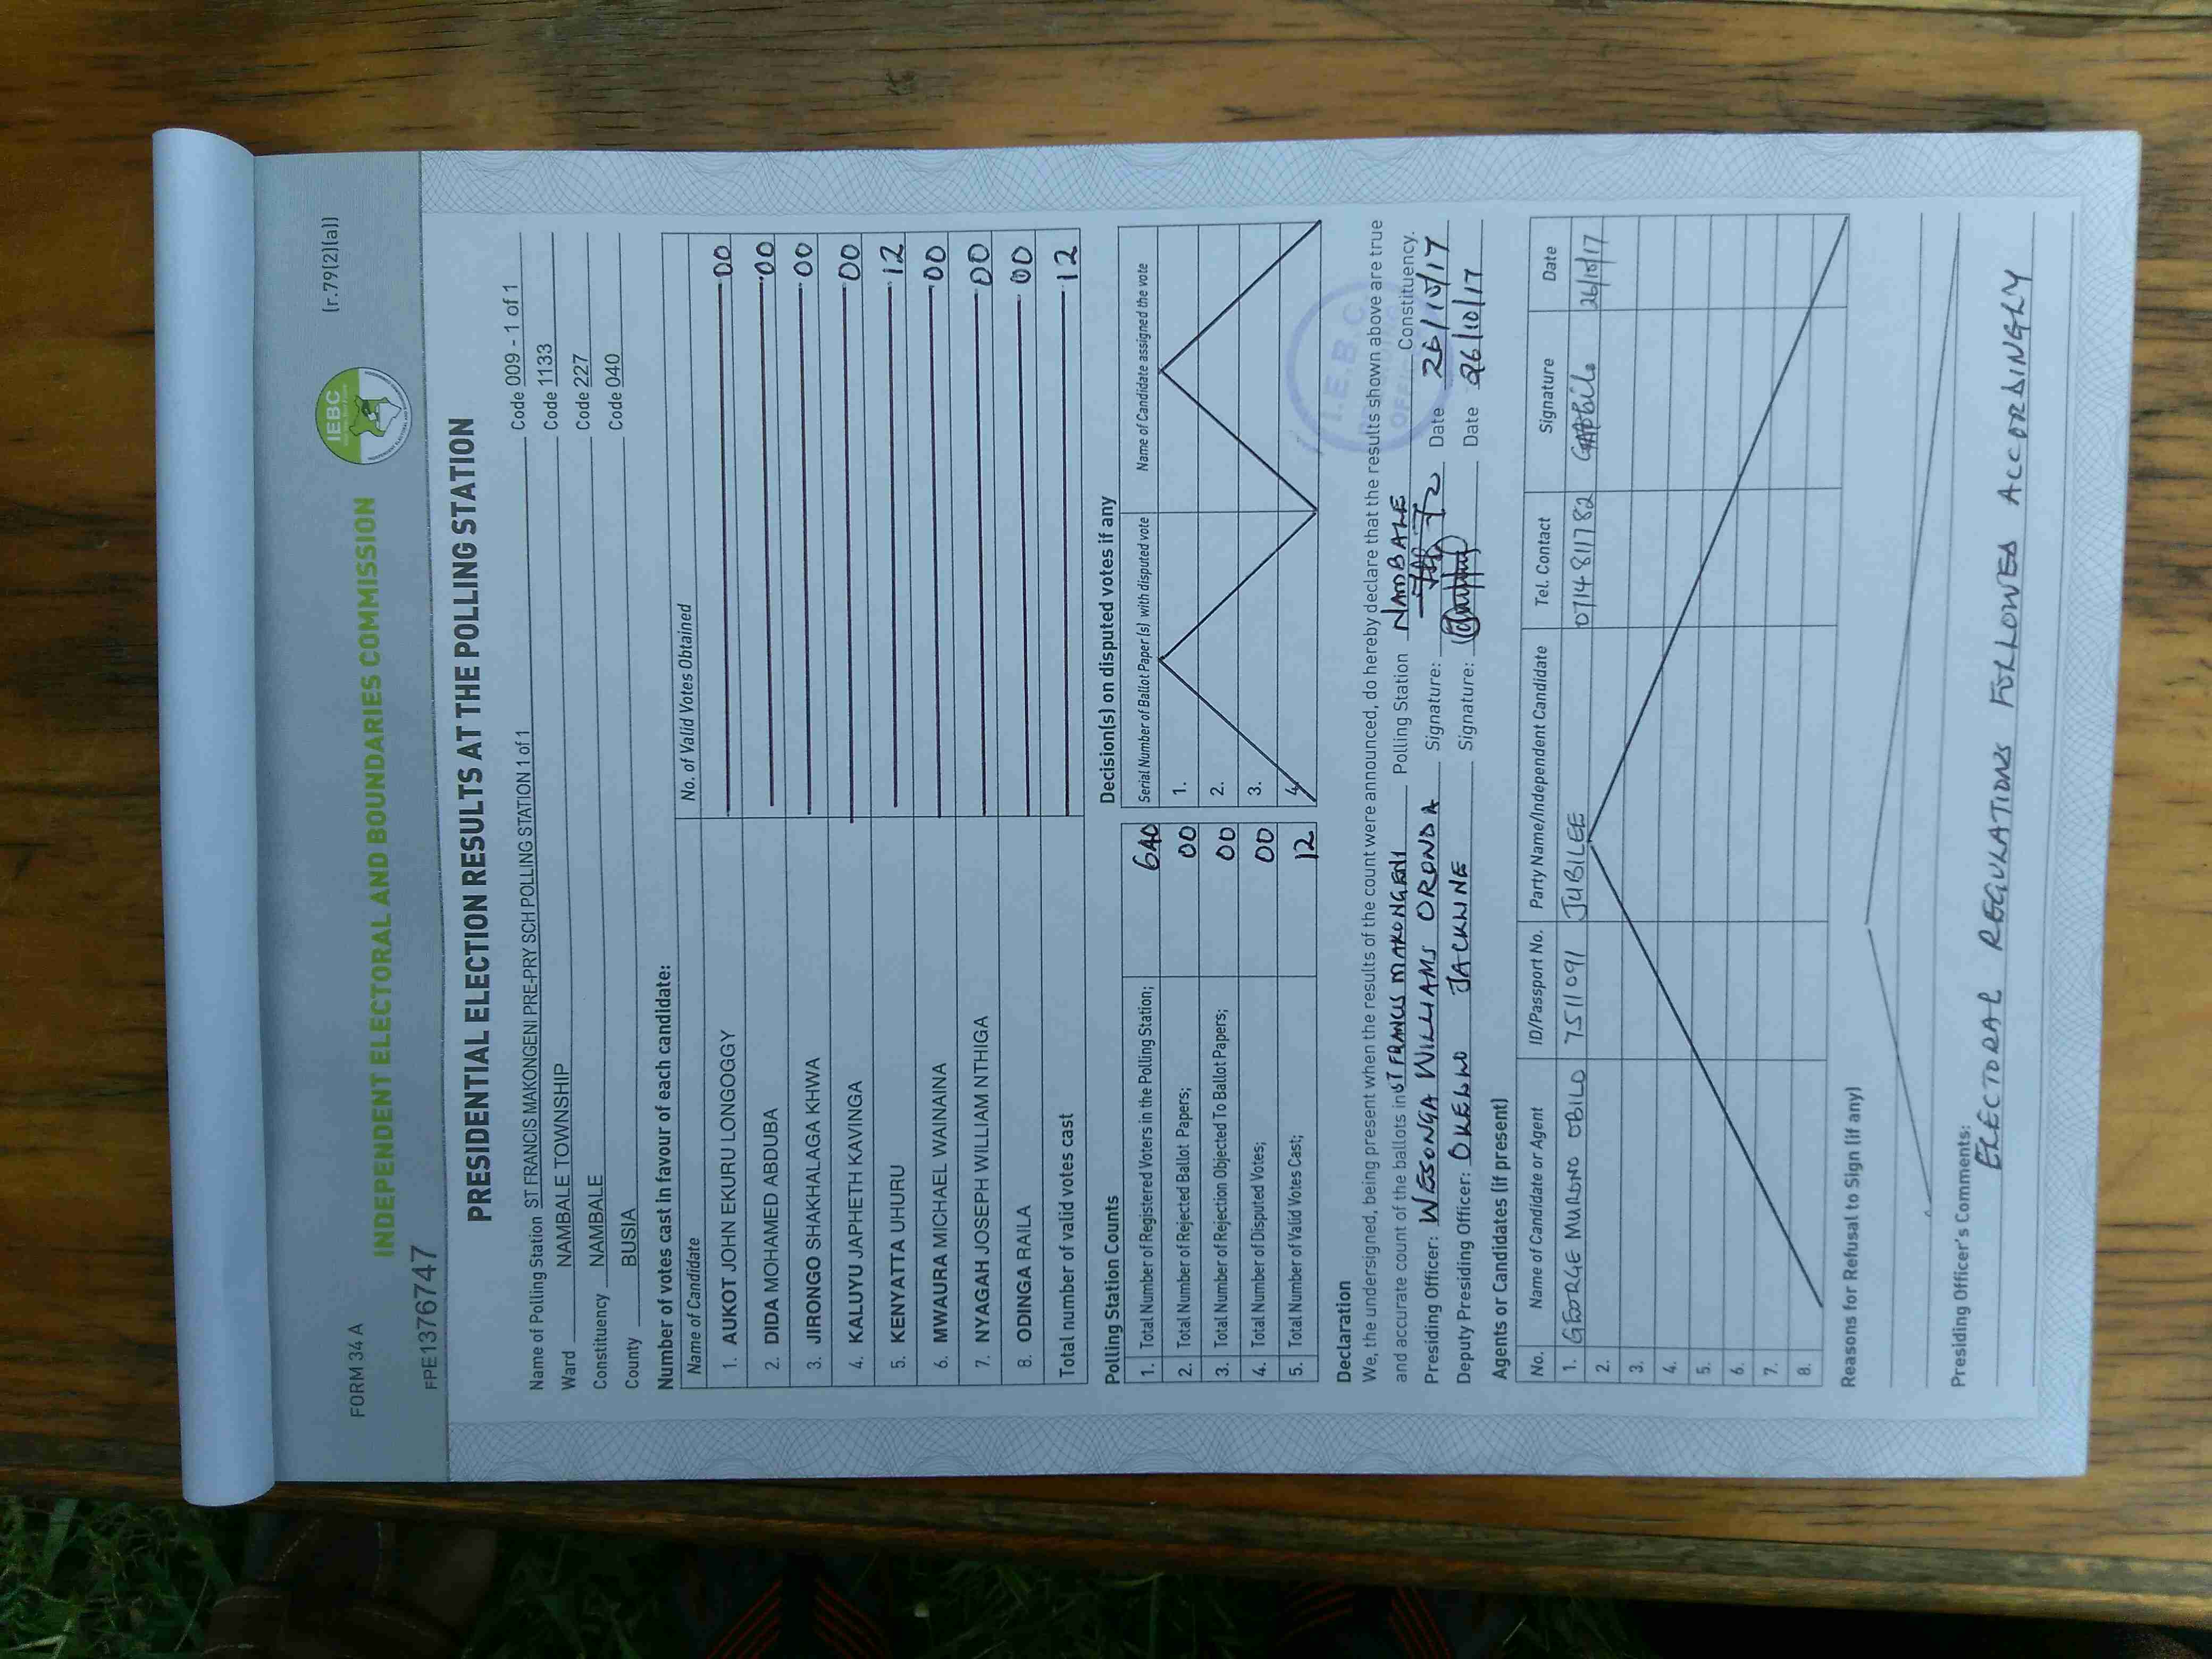 FORM 34 A
(r.79(2)(a))
IEBC
INDEPENDENT ELECTORAL AND BOUNDARIES COMMISSION
FPE1376747
PRESIDENTIAL ELECTION RESULTS AT THE POLLING STATION
Name of Polling Station ST FRANCIS MAKONGENI PRE-PRY SCH POLLING STATION 1 of 1 Code 009 - 1 of 1
Ward NAMBALE TOWNSHIP Code 1133
Constituency NAMBALE Code 227
County BUSIA Code 040
Number of votes cast in favour of each candidate:
Name of Candidate No. of Valid Votes Obtained
1. AUKOT JOHN EKURU LONGOGGY 00
2. DIDA MOHAMED ABDUBA 00
3. JIRONGO SHAKHALAGA KHWA 00
4. KALUYU JAPHETH KAVINGA 00
5. KENYATTA UHURU 12
6. MWAURA MICHAEL WAINAINA 00
7. NYAGAH JOSEPH WILLIAM NTHIGA 00
8. ODINGA RAILA 00
Total number of valid votes cast 12
Polling Station Counts
1. Total Number of Registered Voters in the Polling Station; 640
2. Total Number of Rejected Ballot Papers; 00
3. Total Number of Rejection Objected To Ballot Papers; 00
4. Total Number of Disputed Votes; 00
5. Total Number of Valid Votes Cast; 12
Decision(s) on disputed votes if any
Serial Number of Ballot Paper (s) with disputed vote Name of Candidate assigned the vote
1.
2.
3.
4.
Declaration
We, the undersigned, being present when the results of the count were announced, do hereby declare that the results shown above are true
and accurate count of the ballots in ST FRANCIS MAKONGENI Polling Station NAMBALE Constituency.
Presiding Officer: WESONGA WILLIAMS ORONDA Signature: Date 26/10/17
Deputy Presiding Officer: OKELLO JACKLINE Signature: Date 26/10/17
I.E.B.C
Agents or Candidates (if present)
No. Name of Candidate or Agent ID/Passport No. Party Name/Independent Candidate Tel. Contact Signature Date
1. GEORGE MURONO OBILO 7511091 JUBILEE 0714811782 26/10/17
2.
3.
4.
5.
6.
7.
8.
Reasons for Refusal to Sign (if any)
Presiding Officer's Comments:
ELECTORAL REGULATIONS FOLLOWED ACCORDINGLY